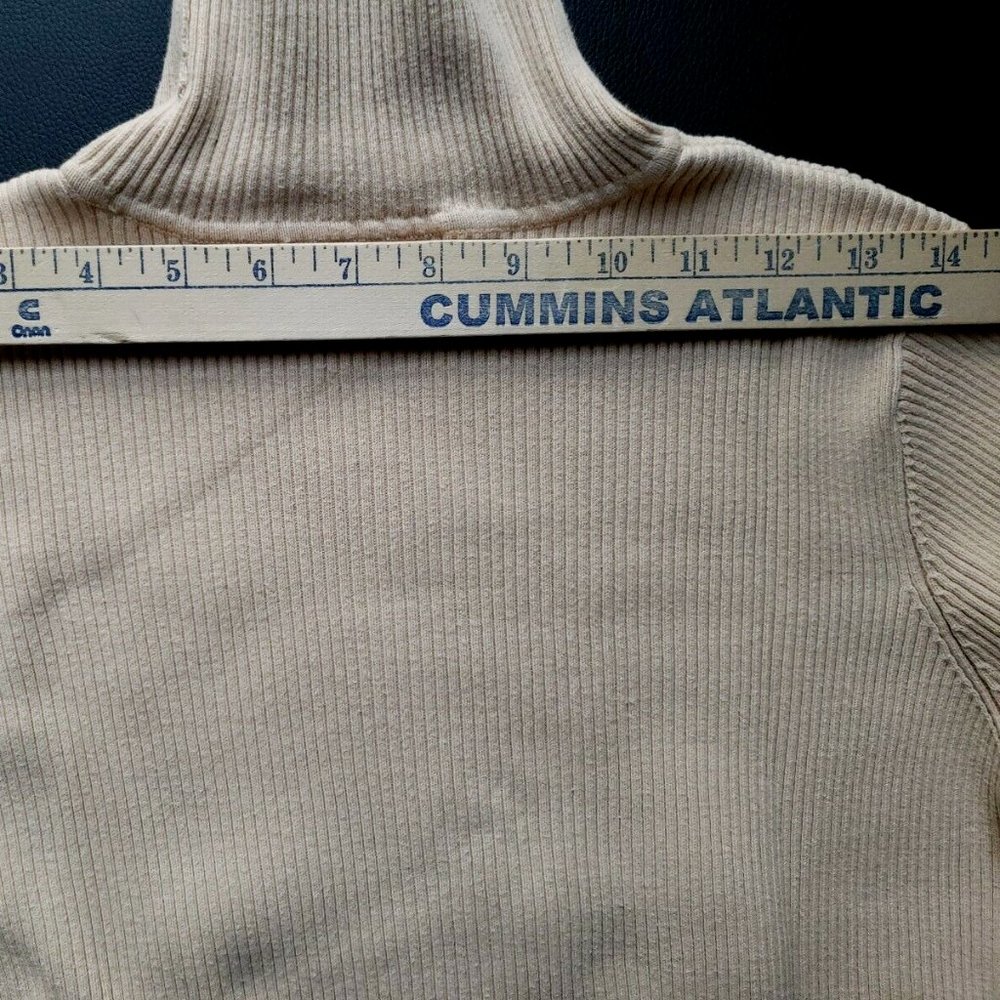 3 4 5 6 7 8 9 10 11 12 13 14
Onan
CUMMINS ATLANTIC